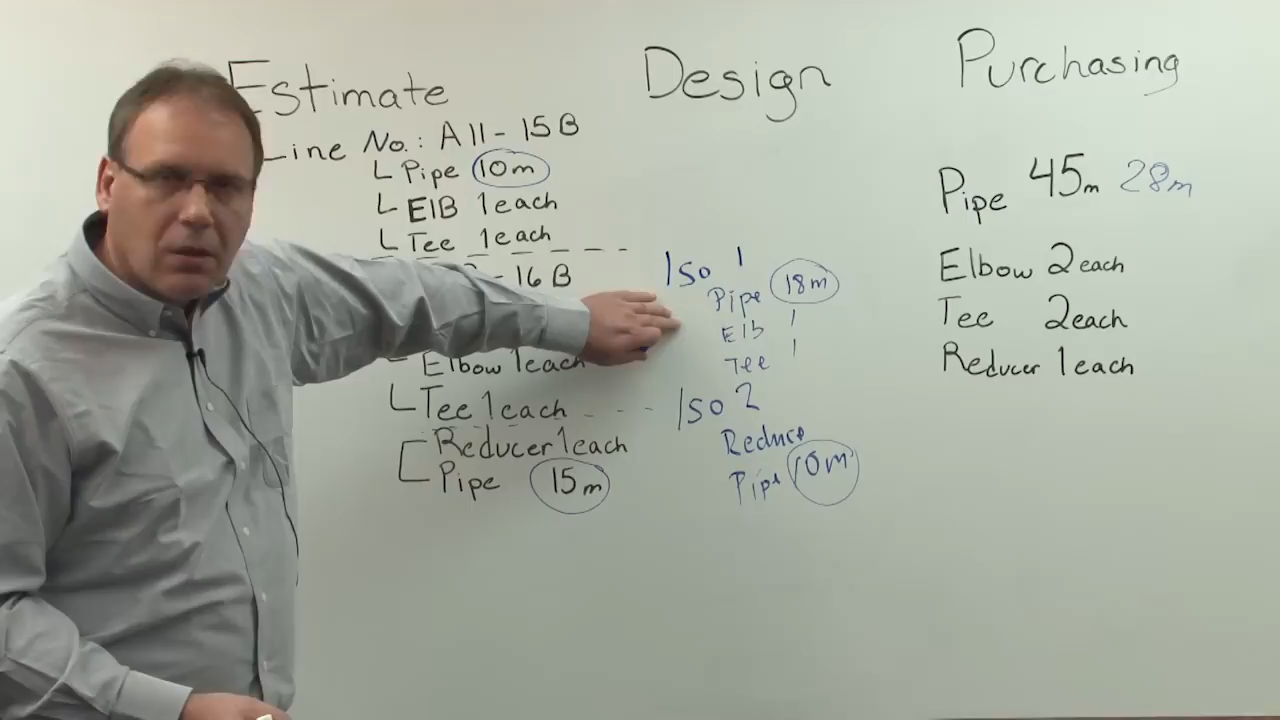 Estimate
Line No.: A11-15B
Pipe 10m
ElB 1each
Tee 1each
- 16 B
Elbow 1each
Tee 1each
Reducer 1each
Pipe 15m
Design
Iso 1
Pipe 18m
Elb 1
Tee 1
Iso 2
Reduce
Pipe 10m
Purchasing
Pipe 45m 28m
Elbow 2each
Tee 2each
Reducer 1each